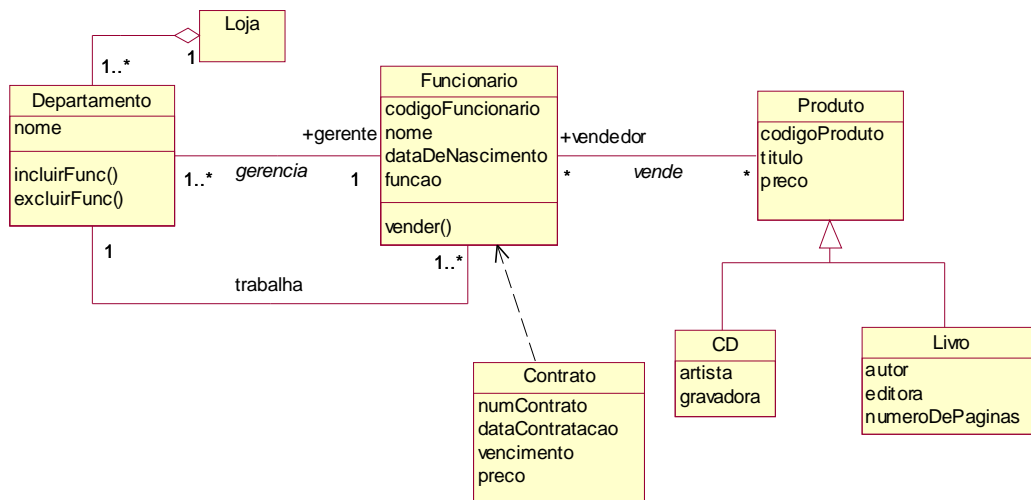 Loja
1..*
1
Departamento
nome
incluirFunc()
excluirFunc()
1..*
gerencia
+gerente
1
Funcionario
codigoFuncionario
nome
dataDeNascimento
funcao
vender()
+vendedor
*
vende
*
Produto
codigoProduto
titulo
preco
1
trabalha
1..*
Contrato
numContrato
dataContratacao
vencimento
preco
CD
artista
gravadora
Livro
autor
editora
numeroDePaginas